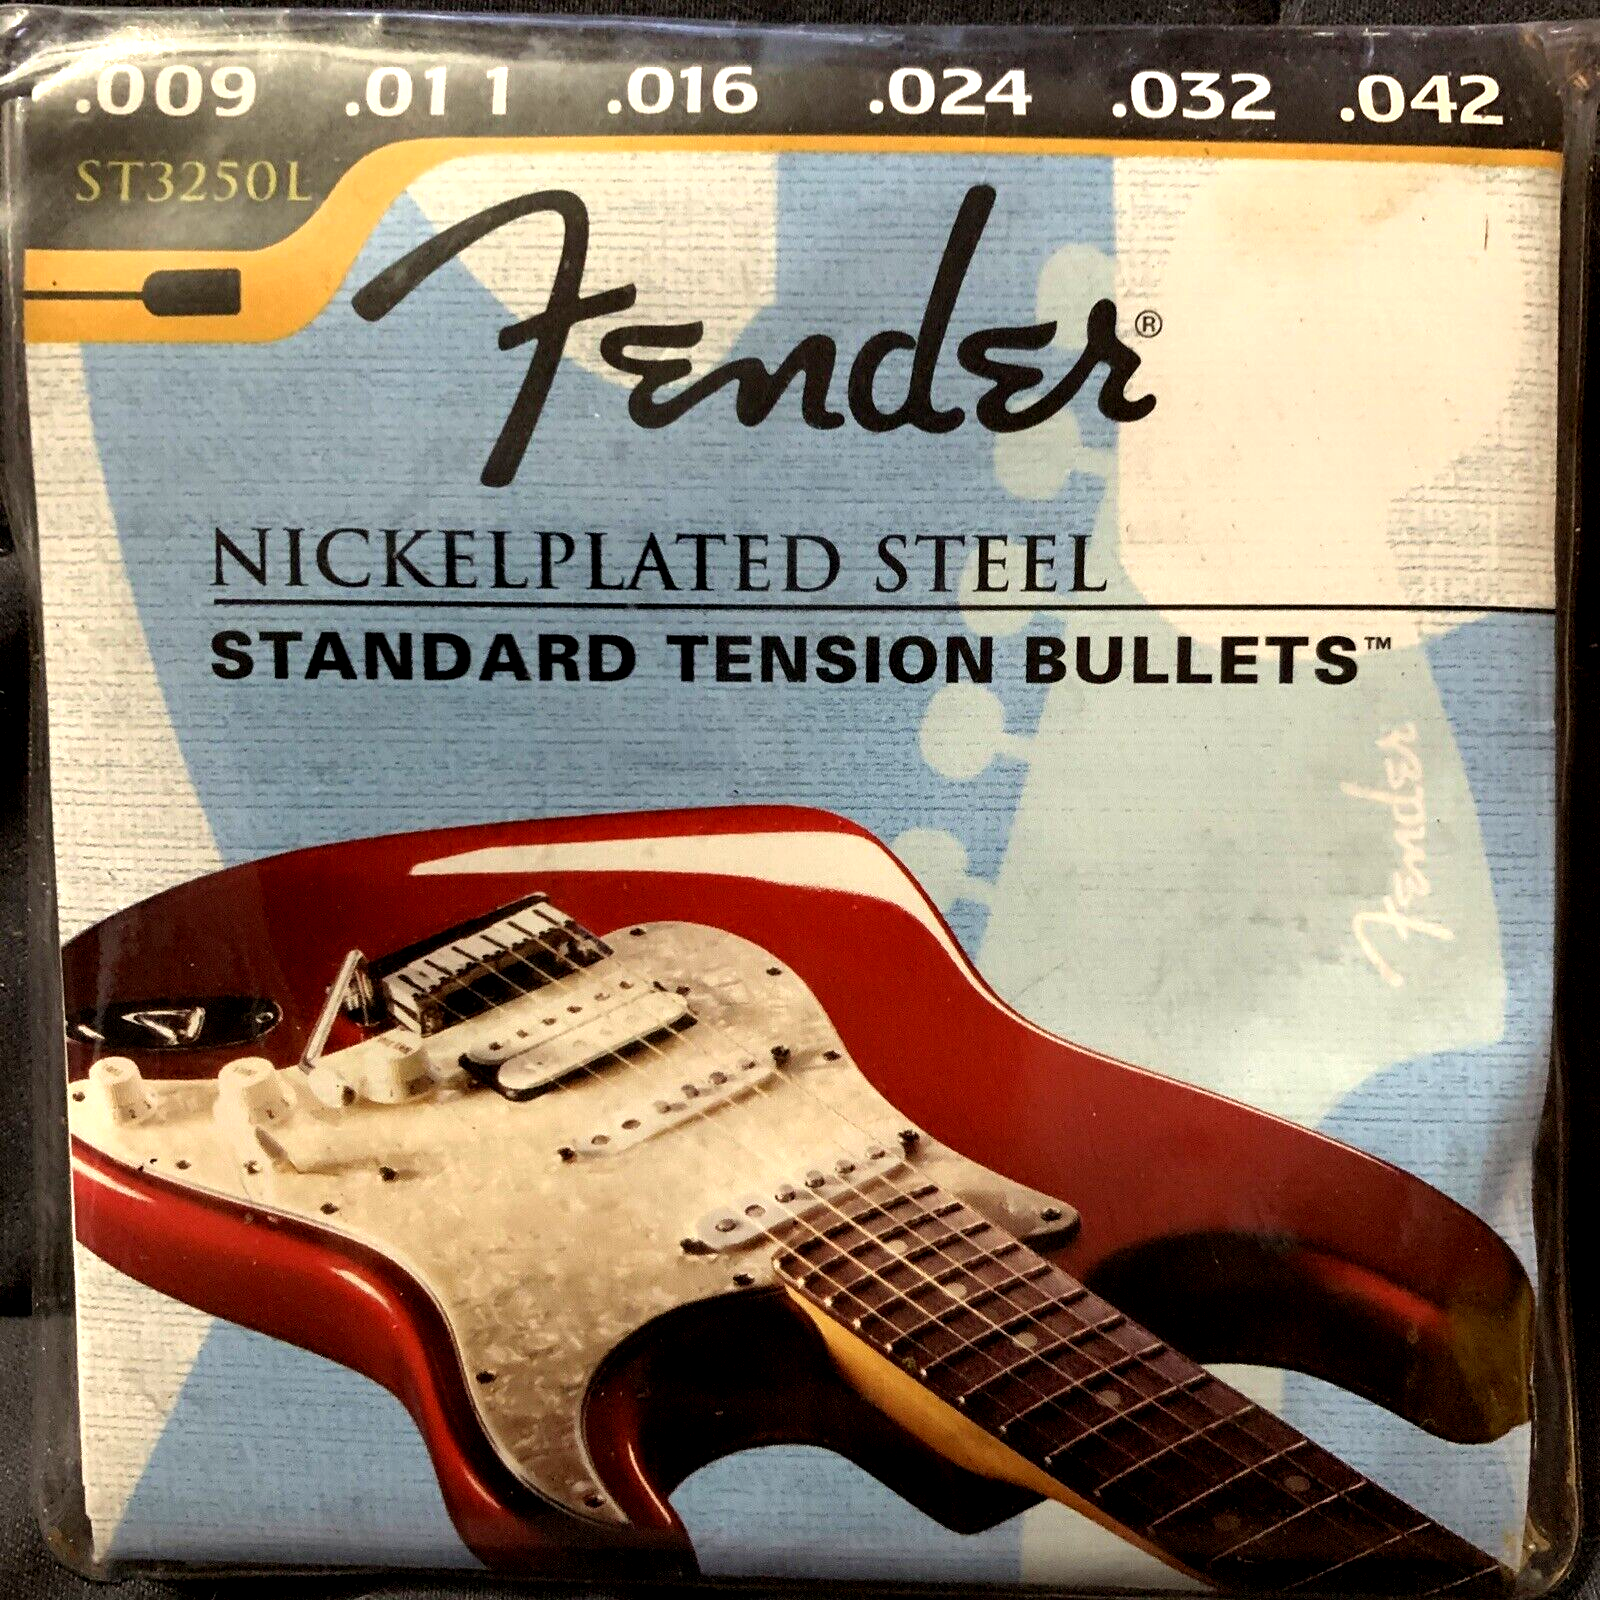 .009 .011 .016 .024 .032 .042
ST3250L
Fender®
NICKELPLATED STEEL
STANDARD TENSION BULLETS™
Fender